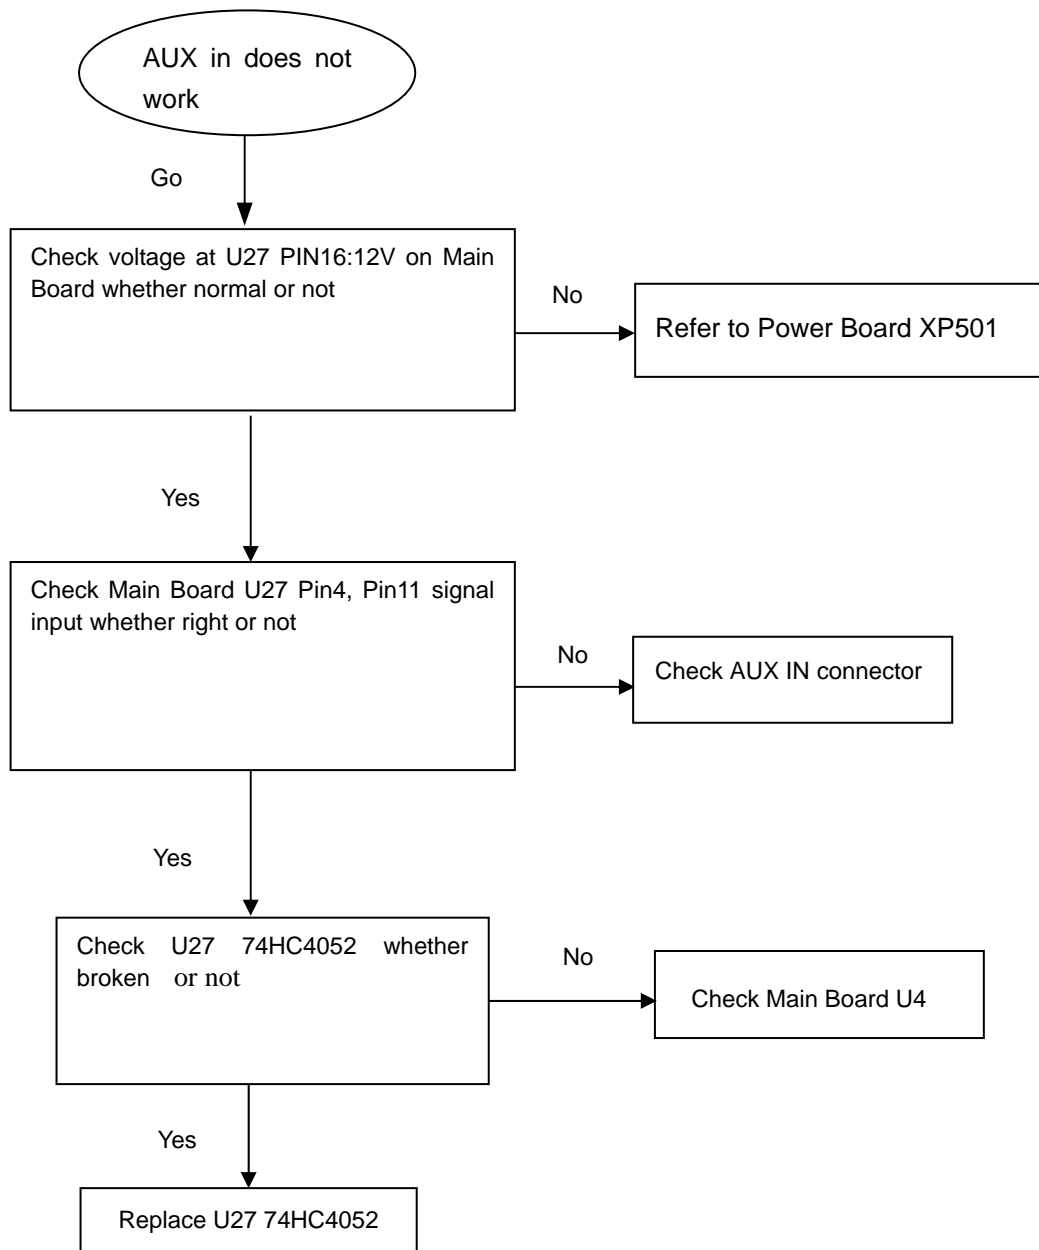 AUX in does not
work
Go
Check voltage at U27 PIN16:12V on Main
Board whether normal or not
No
Refer to Power Board XP501
Yes
Check Main Board U27 Pin4, Pin11 signal
input whether right or not
No
Check AUX IN connector
Yes
Check U27 74HC4052 whether
broken or not
No
Check Main Board U4
Yes
Replace U27 74HC4052